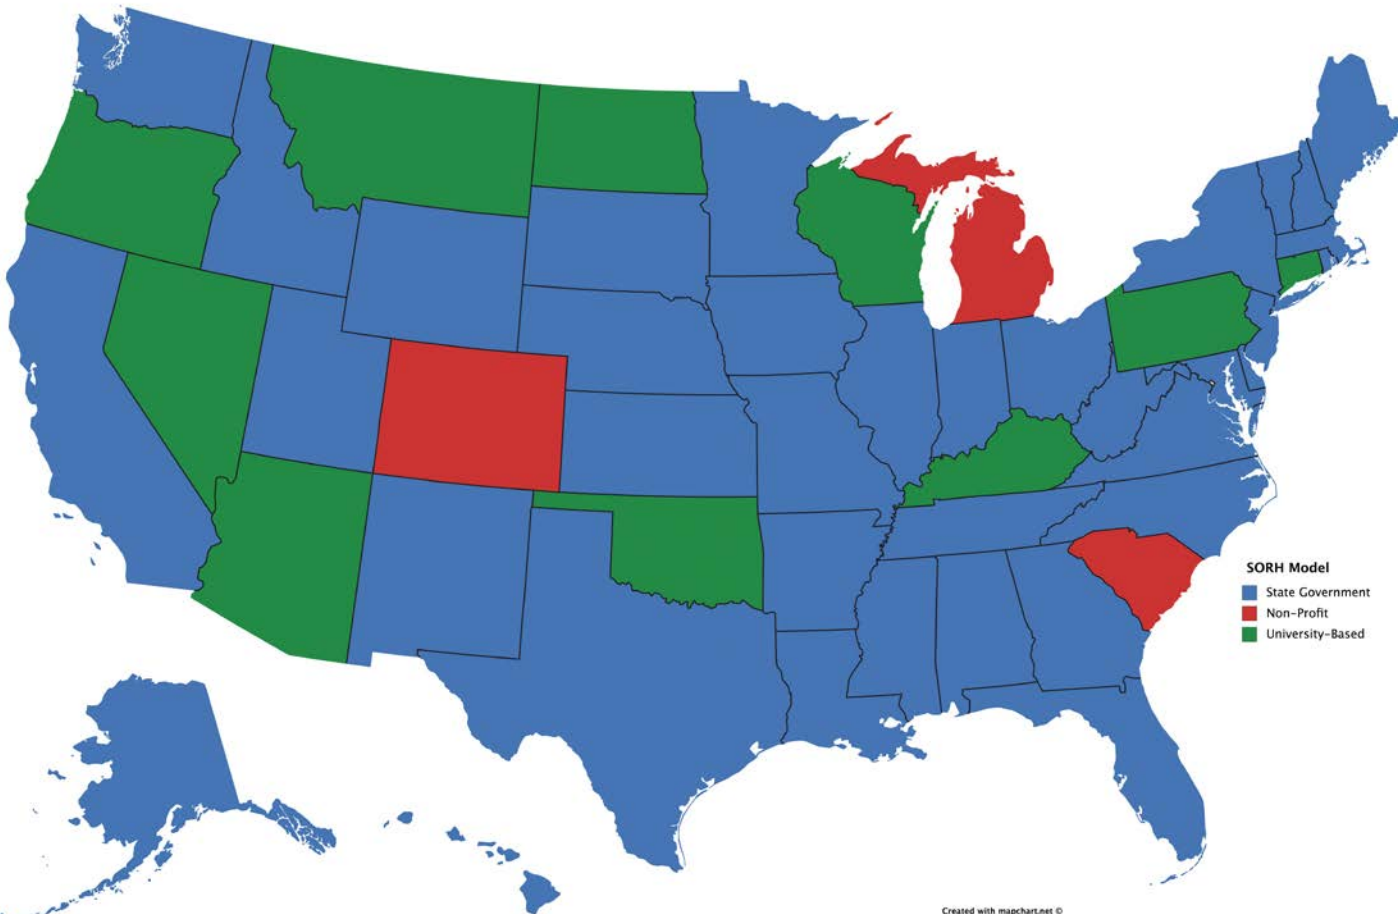 SORH Model
State Government
Non-Profit
University-Based
Created with mapchart.net ©